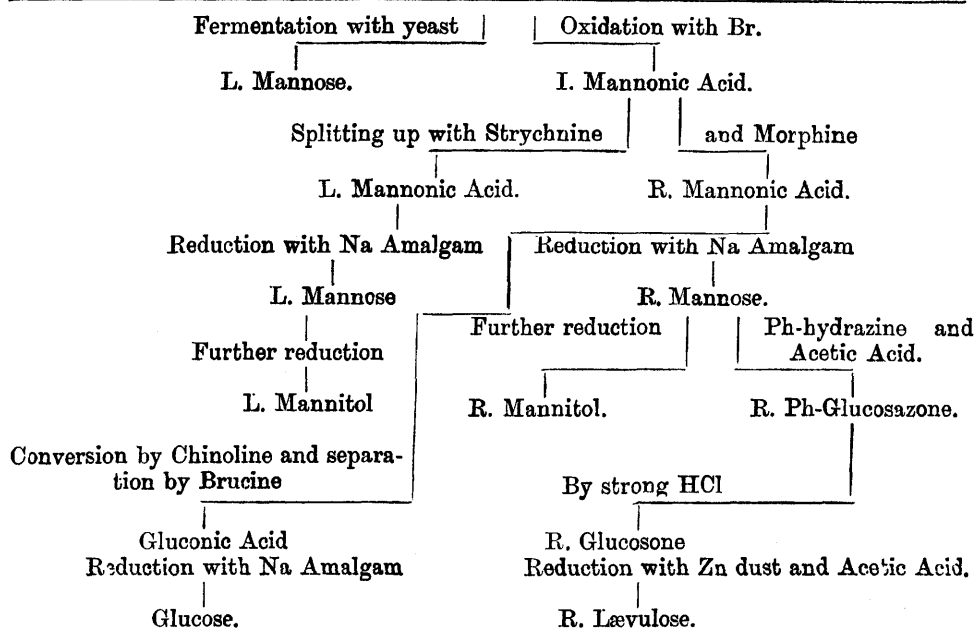 Fermentation with yeast
Oxidation with Br.
L. Mannose.
I. Mannonic Acid.
Splitting up with Strychnine
and Morphine
L. Mannonic Acid.
R. Mannonic Acid.
Reduction with Na Amalgam
Reduction with Na Amalgam
L. Mannose
R. Mannose.
Further reduction
Further reduction
Ph-hydrazine and
Acetic Acid.
L. Mannitol
R. Mannitol.
R. Ph-Glucosazone.
Conversion by Chinoline and separa-
tion by Brucine
By strong HCl
Gluconic Acid
R. Glucosone
Reduction with Na Amalgam
Reduction with Zn dust and Acetic Acid.
Glucose.
R. Lævulose.